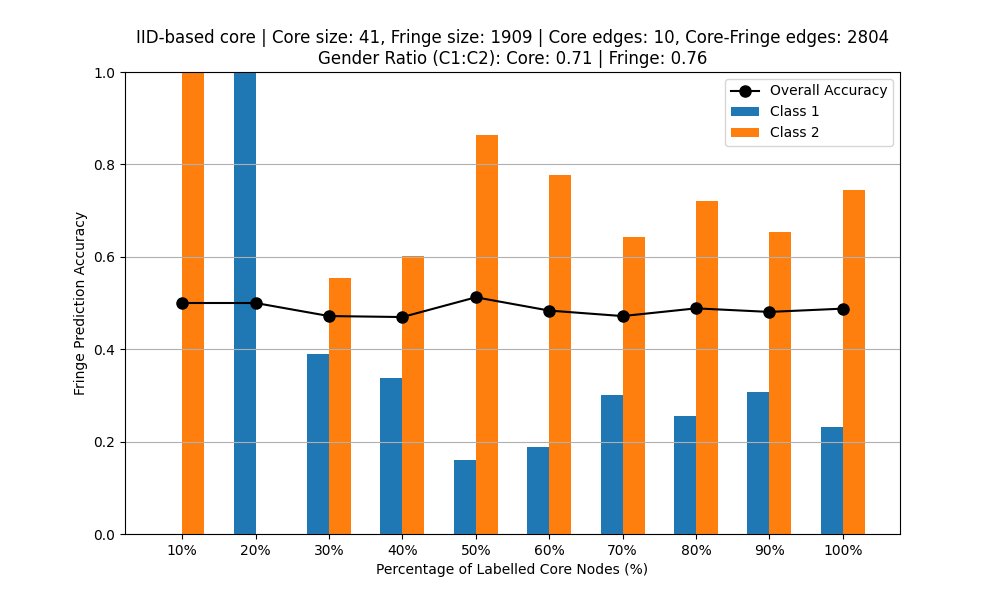 IID-based core | Core size: 41, Fringe size: 1909 | Core edges: 10, Core-Fringe edges: 2804
Gender Ratio (C1:C2): Core: 0.71 | Fringe: 0.76
Overall Accuracy
Class 1
Class 2
Fringe Prediction Accuracy
1.0
0.8
0.6
0.4
0.2
0.0
10% 20% 30% 40% 50% 60% 70% 80% 90% 100%
Percentage of Labelled Core Nodes (%)